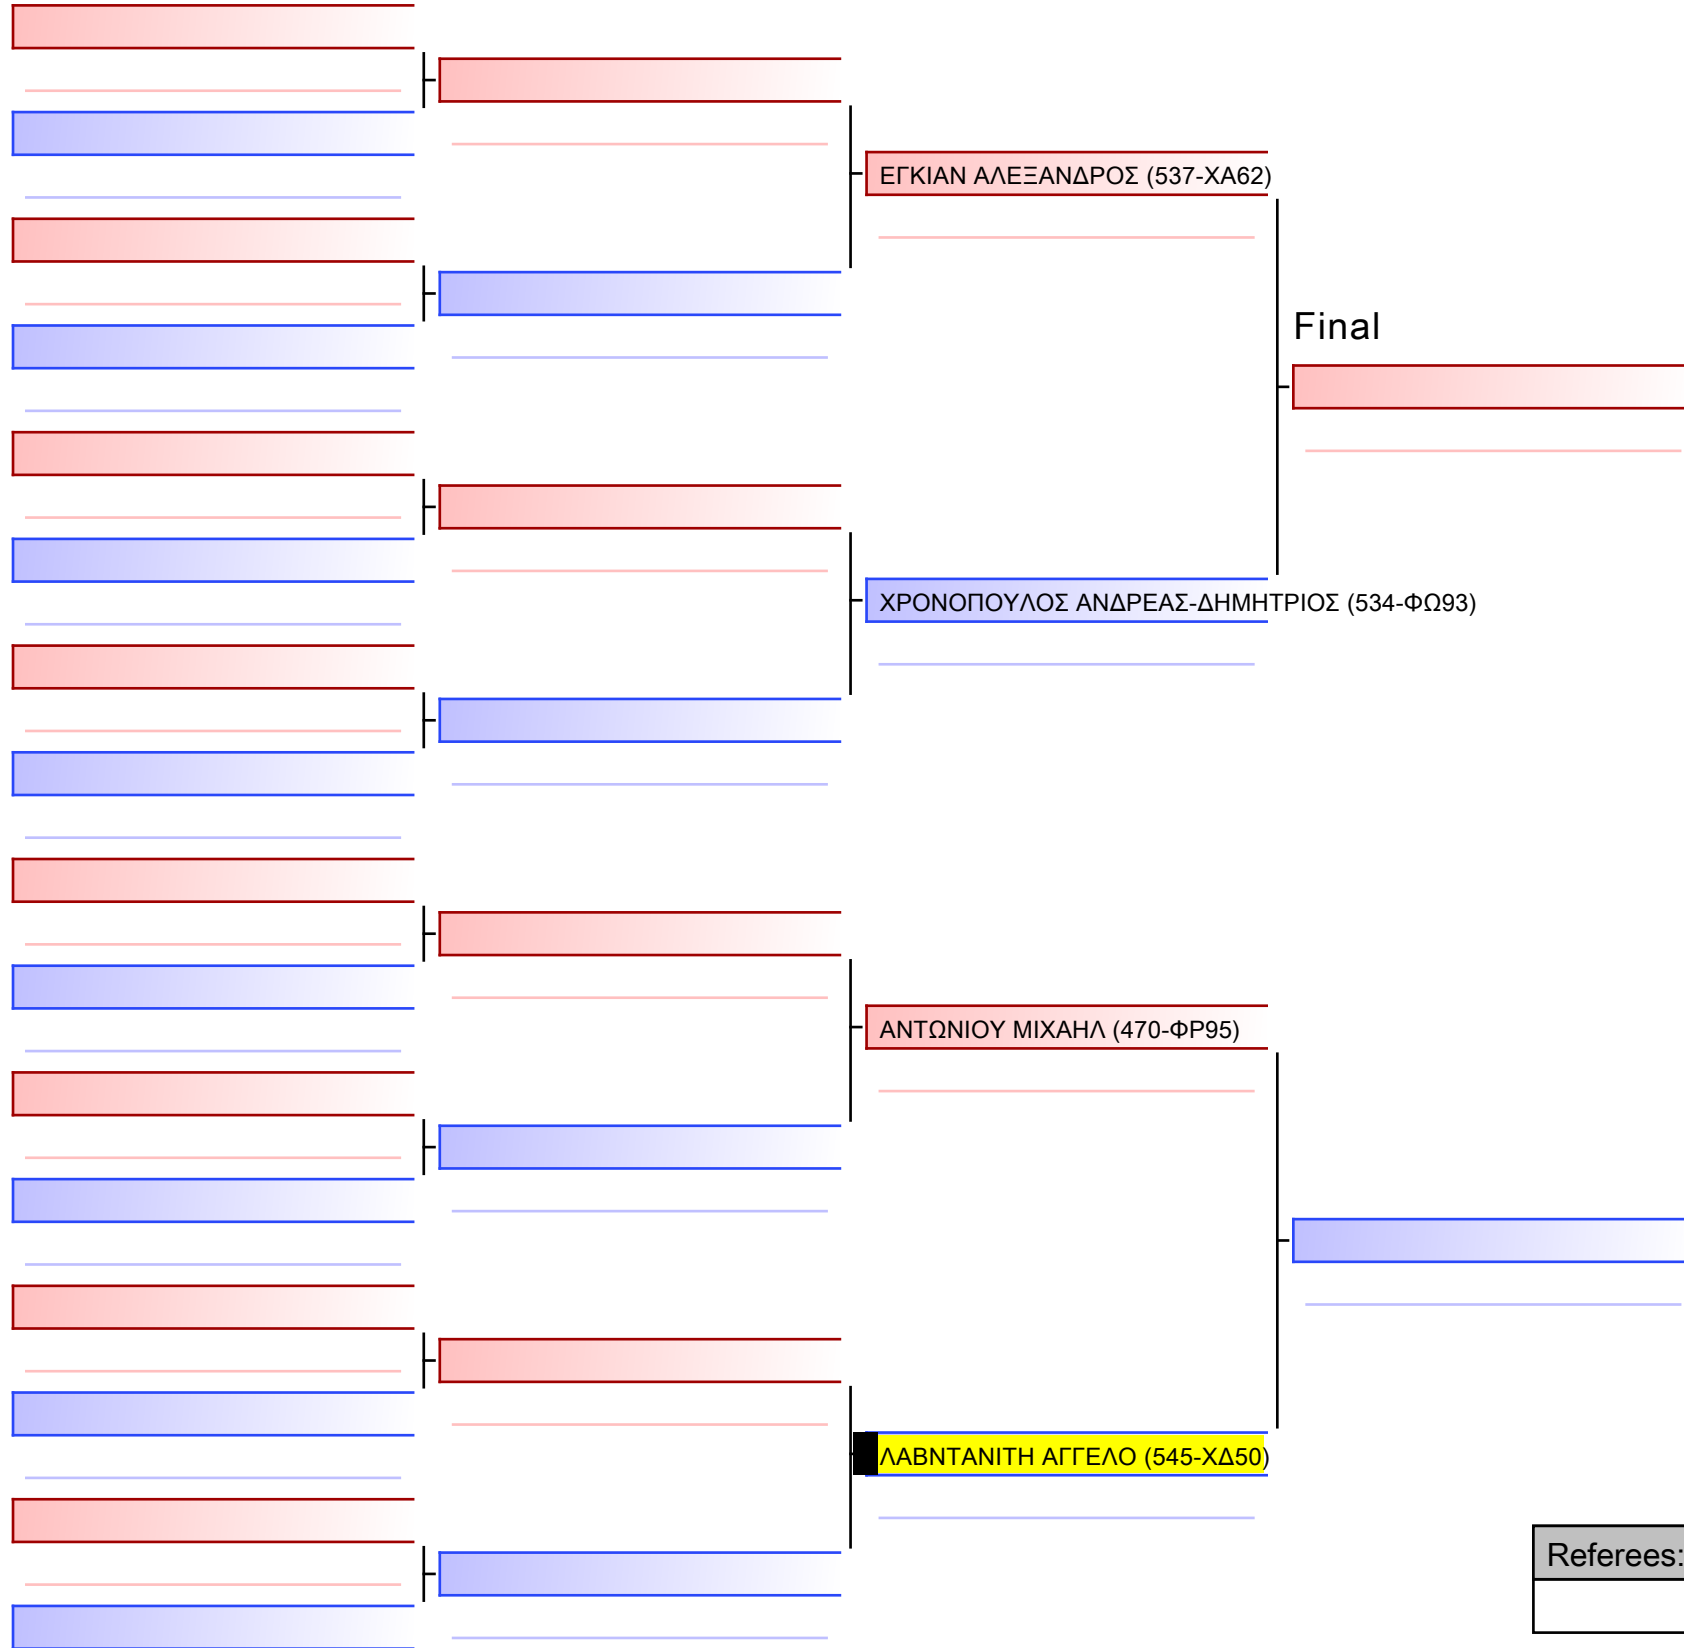 ΕΓΚΙΑΝ ΑΛΕΞΑΝΔΡΟΣ (537-ΧΑ62)
Final
ΧΡΟΝΟΠΟΥΛΟΣ ΑΝΔΡΕΑΣ-ΔΗΜΗΤΡΙΟΣ (534-ΦΩ93)
ΑΝΤΩΝΙΟΥ ΜΙΧΑΗΛ (470-ΦΡ95)
ΛΑΒΝΤΑΝΙΤΗ ΑΓΓΕΛΟ (545-ΧΔ50)
Referees: